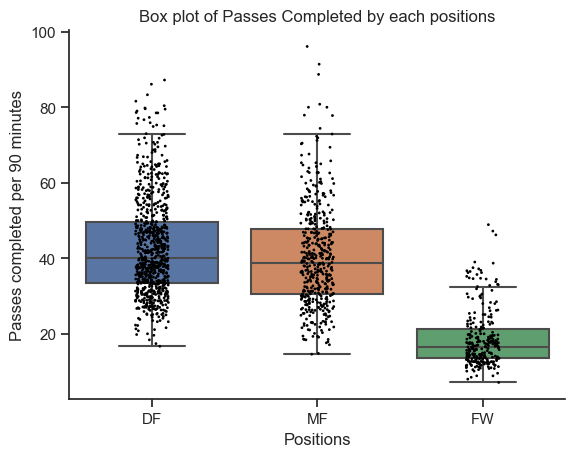 Box plot of Passes Completed by each positions
Passes completed per 90 minutes
100
80
60
40
20
DF
MF
FW
Positions